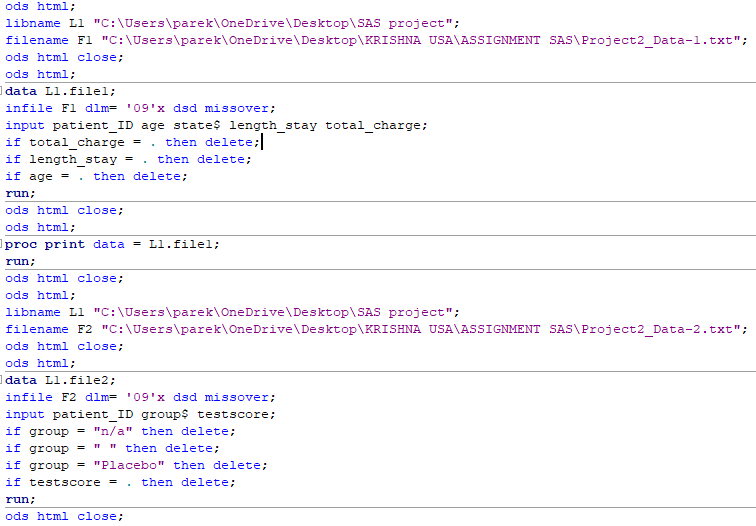 ods html;
libname L1 "C:\Users\parek\OneDrive\Desktop\SAS project";
filename F1 "C:\Users\parek\OneDrive\Desktop\KRISHNA USA\ASSIGNMENT SAS\Project2_Data-1.txt";
ods html close;
ods html;
data L1.file1;
infile F1 dlm= '09'x dsd missover;
input patient_ID age state$ length_stay total_charge;
if total_charge = . then delete;
if length_stay = . then delete;
if age = . then delete;
run;
ods html close;
ods html;
proc print data = L1.file1;
run;
ods html close;
ods html;
libname L1 "C:\Users\parek\OneDrive\Desktop\SAS project";
filename F2 "C:\Users\parek\OneDrive\Desktop\KRISHNA USA\ASSIGNMENT SAS\Project2_Data-2.txt";
ods html close;
ods html;
data L1.file2;
infile F2 dlm= '09'x dsd missover;
input patient_ID group$ testscore;
if group = "n/a" then delete;
if group = " " then delete;
if group = "Placebo" then delete;
if testscore = . then delete;
run;
ods html close;